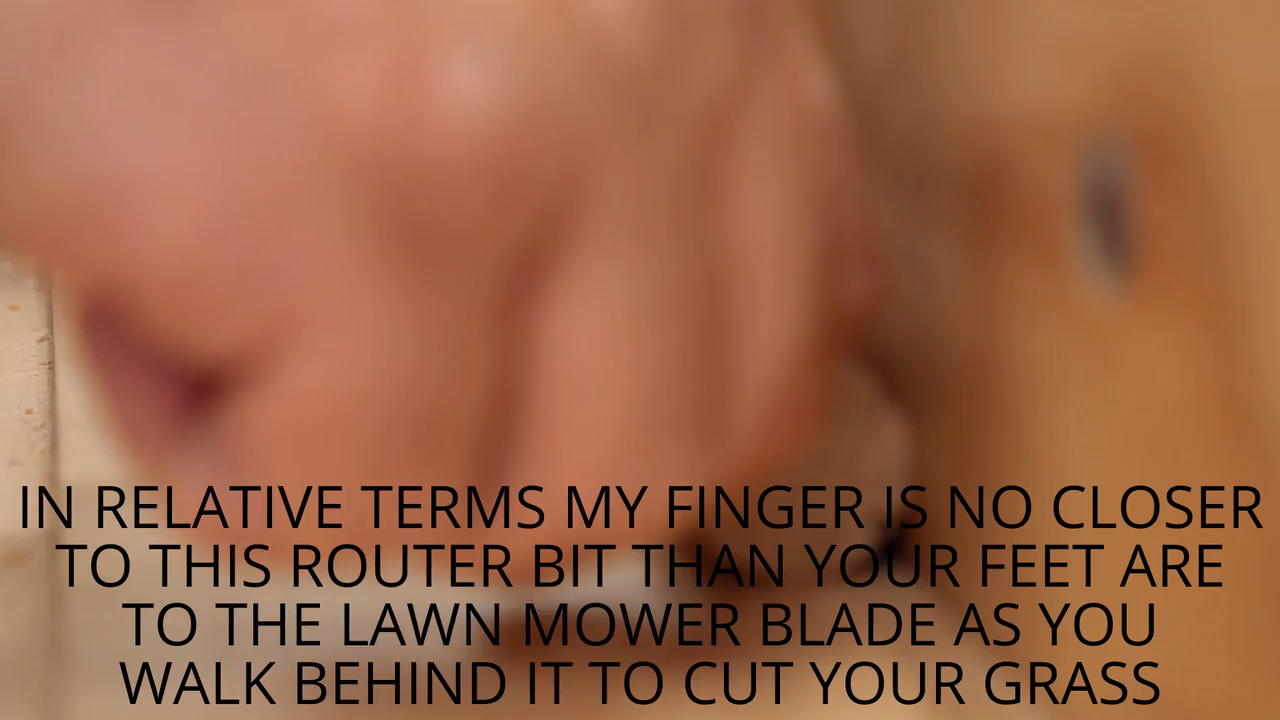 IN RELATIVE TERMS MY FINGER IS NO CLOSER
TO THIS ROUTER BIT THAN YOUR FEET ARE
TO THE LAWN MOWER BLADE AS YOU
WALK BEHIND IT TO CUT YOUR GRASS